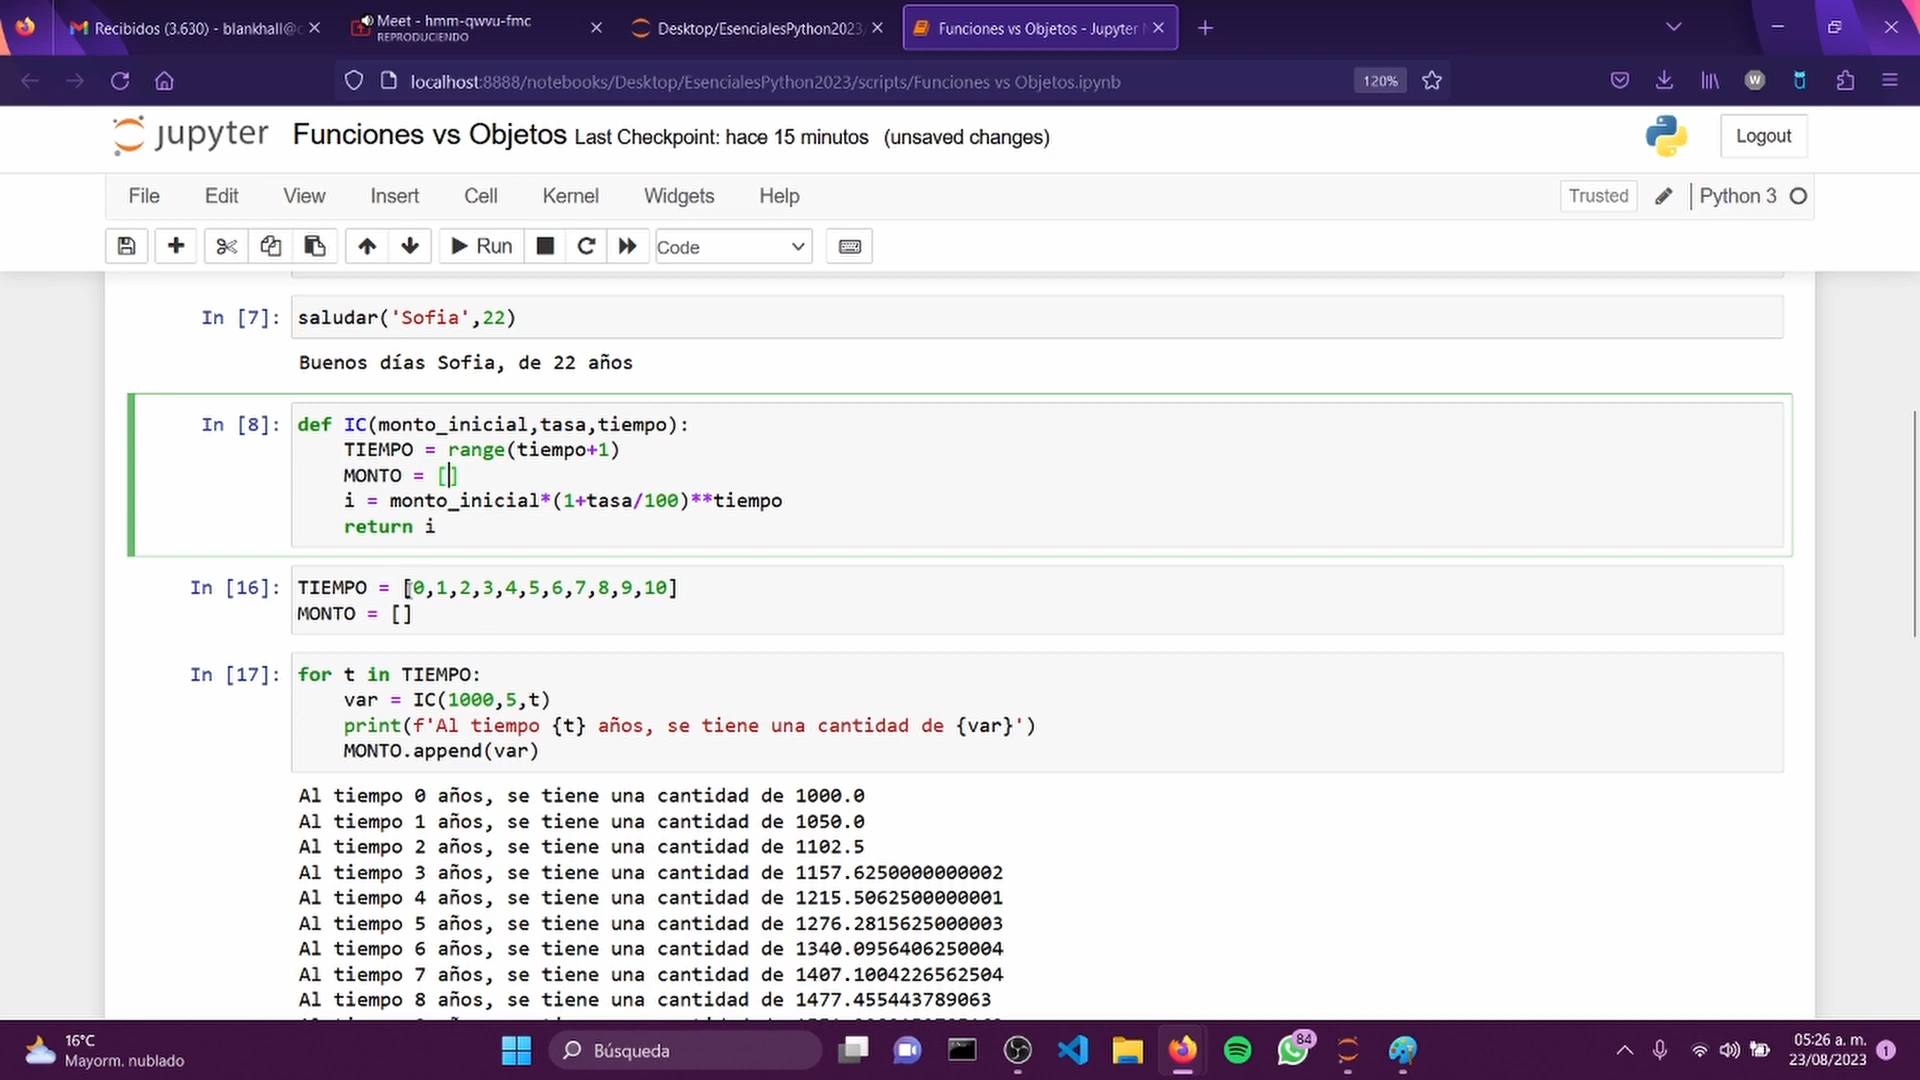 Recibidos (3.630) - blankhall@c
Meet - hmm-qwvu-fmc
REPRODUCIENDO
Desktop/EsencialesPython2023/
Funciones vs Objetos - Jupyter N
localhost:8888/notebooks/Desktop/EsencialesPython2023/scripts/Funciones vs Objetos.ipynb
120%
W
jupyter
Funciones vs Objetos Last Checkpoint: hace 15 minutos (unsaved changes)
Logout
File Edit View Insert Cell Kernel Widgets Help
Trusted
Python 3
Run
Code
In [7]: saludar('Sofia',22)
Buenos días Sofia, de 22 años
In [8]: def IC(monto_inicial,tasa,tiempo):
TIEMPO = range(tiempo+1)
MONTO = []
i = monto_inicial*(1+tasa/100)**tiempo
return i
In [16]: TIEMPO = [0,1,2,3,4,5,6,7,8,9,10]
MONTO = []
In [17]: for t in TIEMPO:
var = IC(1000,5,t)
print(f'Al tiempo {t} años, se tiene una cantidad de {var}')
MONTO.append(var)
Al tiempo 0 años, se tiene una cantidad de 1000.0
Al tiempo 1 años, se tiene una cantidad de 1050.0
Al tiempo 2 años, se tiene una cantidad de 1102.5
Al tiempo 3 años, se tiene una cantidad de 1157.6250000000002
Al tiempo 4 años, se tiene una cantidad de 1215.5062500000001
Al tiempo 5 años, se tiene una cantidad de 1276.2815625000003
Al tiempo 6 años, se tiene una cantidad de 1340.0956406250004
Al tiempo 7 años, se tiene una cantidad de 1407.1004226562504
Al tiempo 8 años, se tiene una cantidad de 1477.455443789063
16°C
Mayorm. nublado
Búsqueda
84
05:26 a. m.
23/08/2023
1